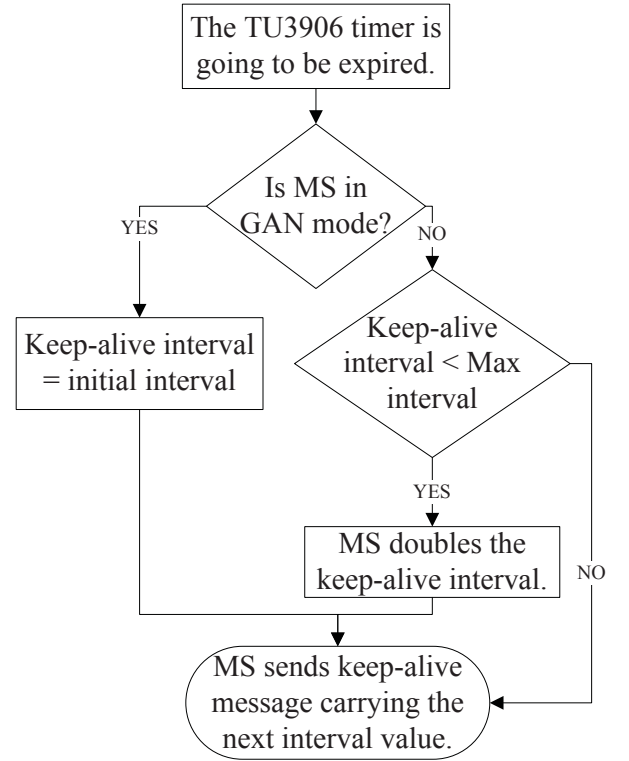 The TU3906 timer is
going to be expired.
Is MS in
GAN mode?
YES
NO
Keep-alive interval
= initial interval
Keep-alive
interval < Max
interval
YES
MS doubles the
keep-alive interval.
NO
MS sends keep-alive
message carrying the
next interval value.